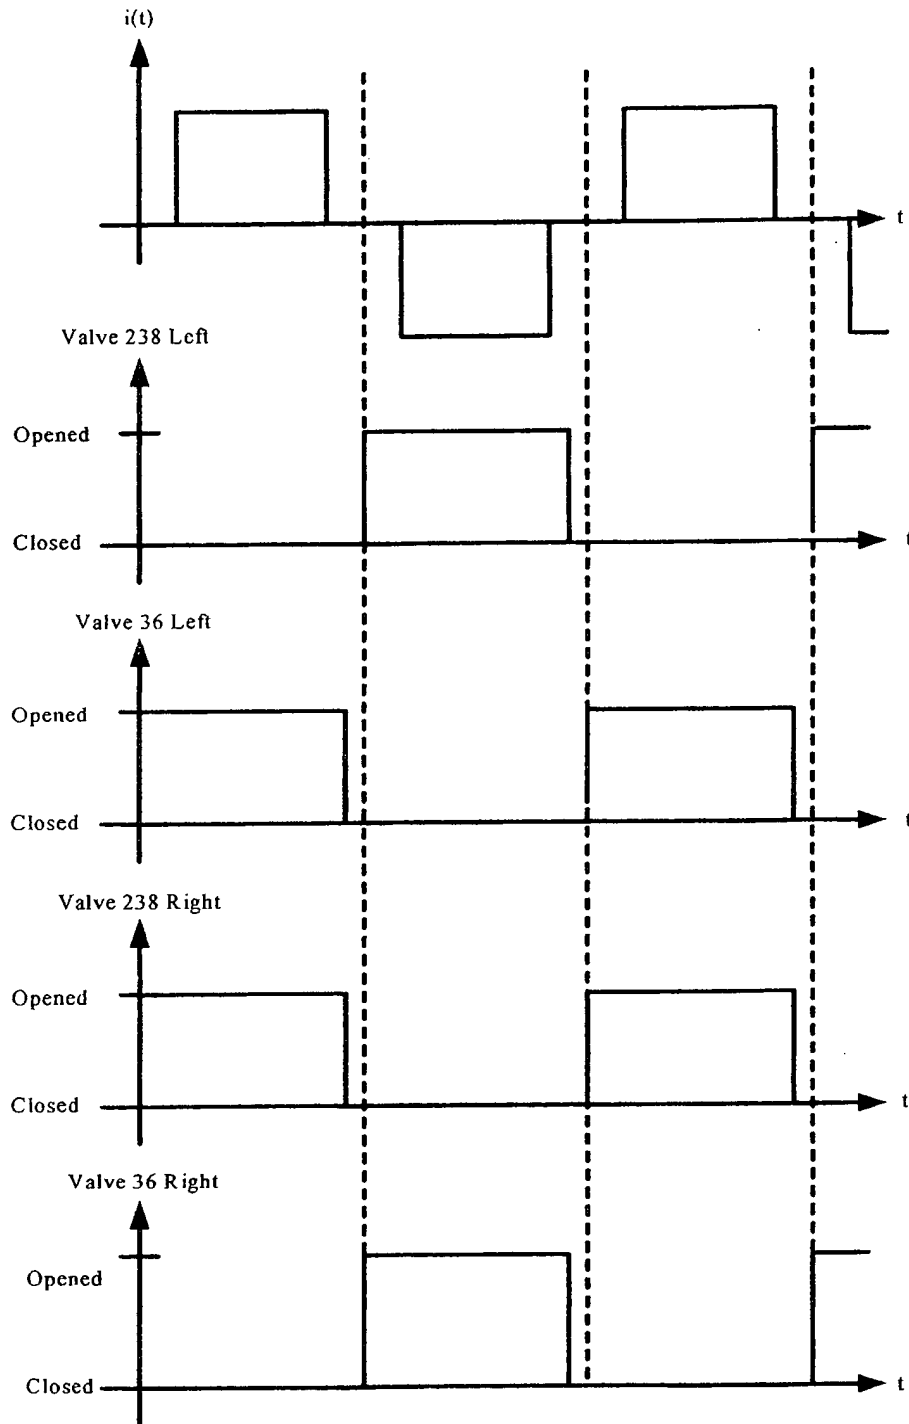 i(t)
t
Valve 238 Left
Opened
Closed
t
Valve 36 Left
Opened
Closed
t
Valve 238 Right
Opened
Closed
t
Valve 36 Right
Opened
Closed
t